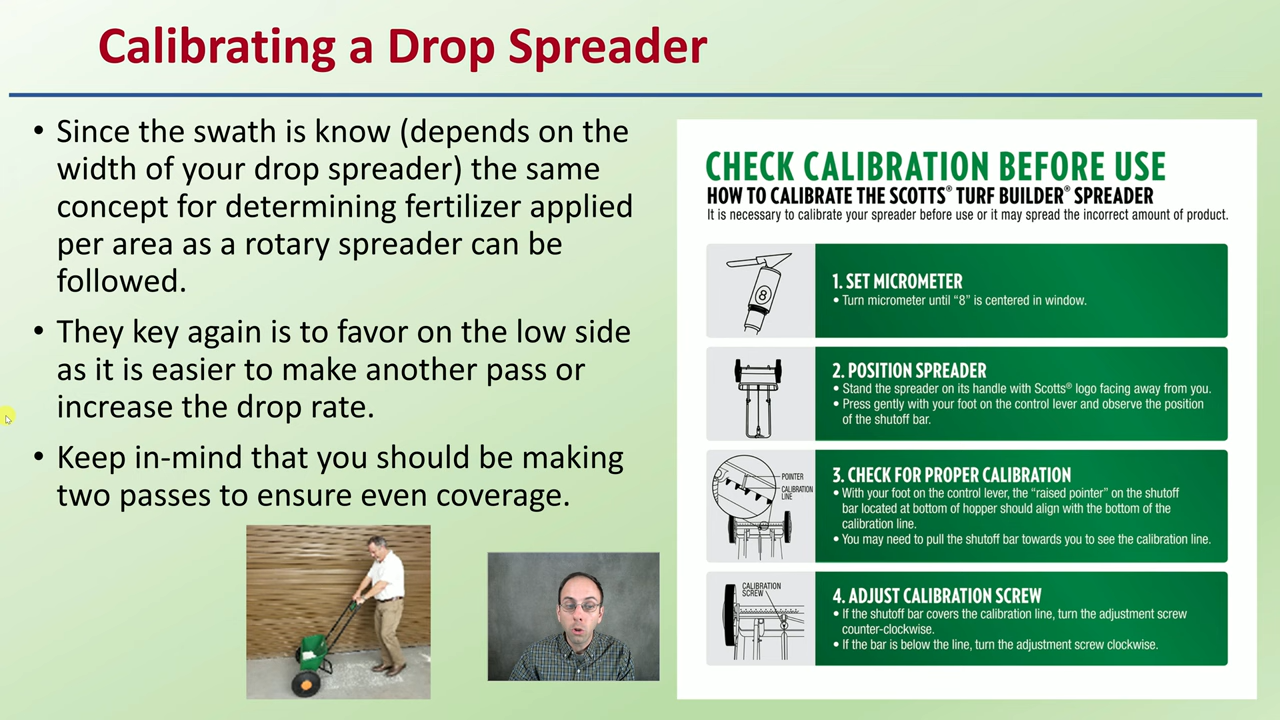 Calibrating a Drop Spreader
• Since the swath is know (depends on the
width of your drop spreader) the same
concept for determining fertilizer applied
per area as a rotary spreader can be
followed.
• They key again is to favor on the low side
as it is easier to make another pass or
increase the drop rate.
• Keep in-mind that you should be making
two passes to ensure even coverage.
CHECK CALIBRATION BEFORE USE
HOW TO CALIBRATE THE SCOTTS® TURF BUILDER® SPREADER
It is necessary to calibrate your spreader before use or it may spread the incorrect amount of product.
8
1. SET MICROMETER
• Turn micrometer until “8” is centered in window.
2. POSITION SPREADER
• Stand the spreader on its handle with Scotts® logo facing away from you.
• Press gently with your foot on the control lever and observe the position
of the shutoff bar.
POINTER
CALIBRATION
LINE
3. CHECK FOR PROPER CALIBRATION
• With your foot on the control lever, the “raised pointer” on the shutoff
bar located at bottom of hopper should align with the bottom of the
calibration line.
• You may need to pull the shutoff bar towards you to see the calibration line.
CALIBRATION
SCREW
4. ADJUST CALIBRATION SCREW
• If the shutoff bar covers the calibration line, turn the adjustment screw
counter-clockwise.
• If the bar is below the line, turn the adjustment screw clockwise.